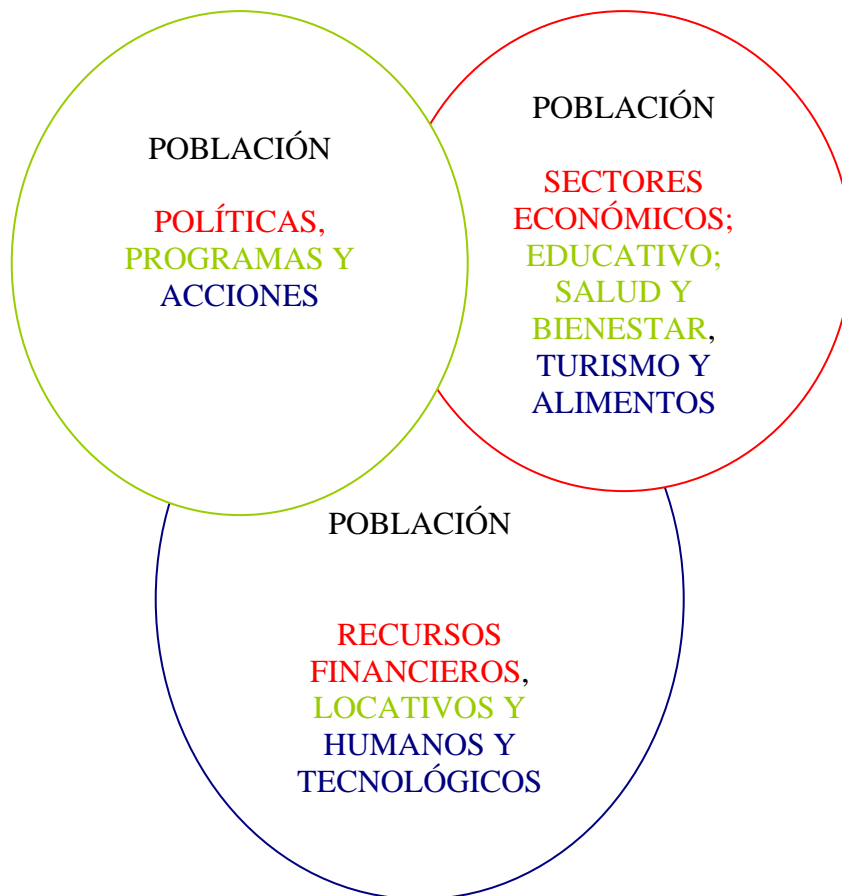 POBLACIÓN
POLÍTICAS,
PROGRAMAS Y
ACCIONES
POBLACIÓN
SECTORES
ECONÓMICOS;
EDUCATIVO;
SALUD Y
BIENESTAR,
TURISMO Y
ALIMENTOS
POBLACIÓN
RECURSOS
FINANCIEROS,
LOCATIVOS Y
HUMANOS Y
TECNOLÓGICOS